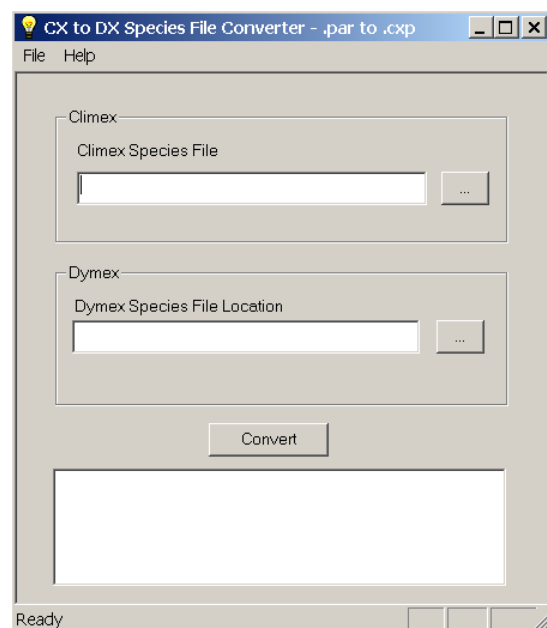 CX to DX Species File Converter - .par to .cxp
File Help
Climex
Climex Species File
...
Dymex
Dymex Species File Location
...
Convert
Ready